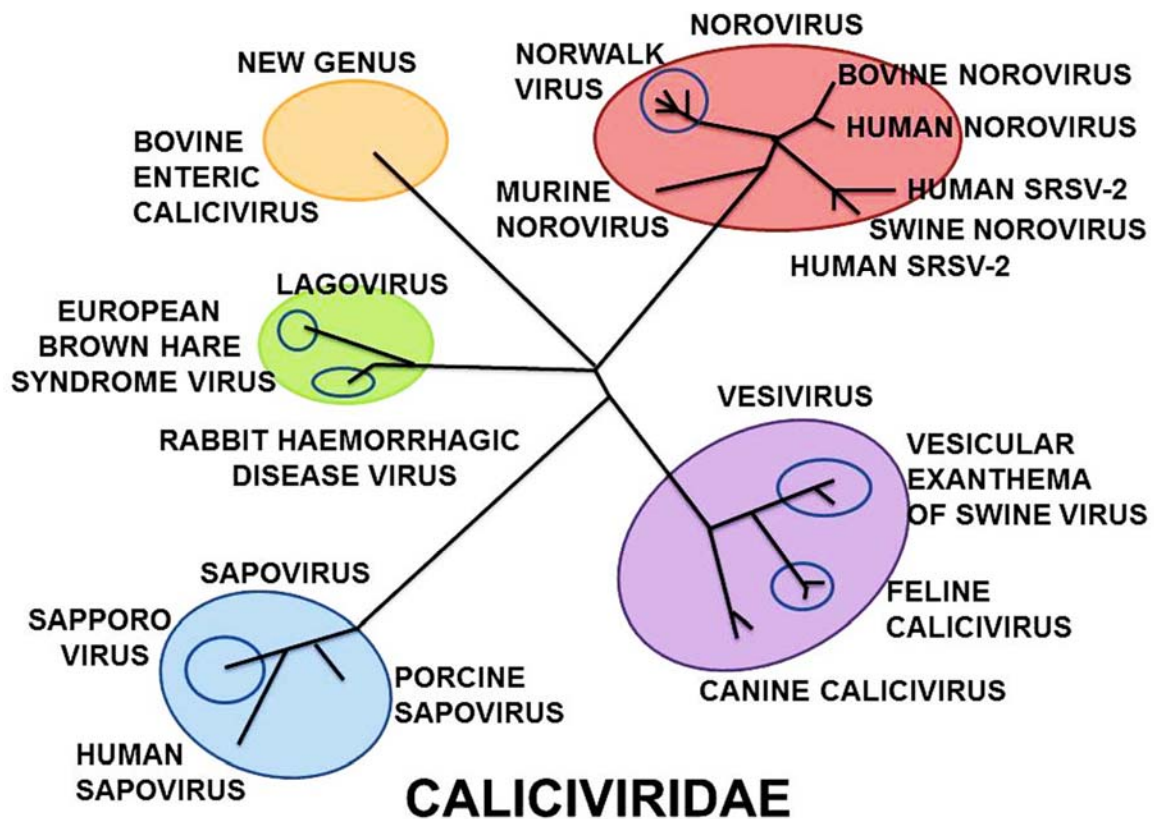 NOROVIRUS
NORWALK
VIRUS
BOVINE NOROVIRUS
HUMAN NOROVIRUS
MURINE
NOROVIRUS
HUMAN SRSV-2
SWINE NOROVIRUS
HUMAN SRSV-2
NEW GENUS
BOVINE
ENTERIC
CALICIVIRUS
LAGOVIRUS
EUROPEAN
BROWN HARE
SYNDROME VIRUS
RABBIT HAEMORRHAGIC
DISEASE VIRUS
VESIVIRUS
VESICULAR
EXANTHEMA
OF SWINE VIRUS
FELINE
CALICIVIRUS
CANINE CALICIVIRUS
SAPOVIRUS
SAPPORO
VIRUS
PORCINE
SAPOVIRUS
HUMAN
SAPOVIRUS
CALICIVIRIDAE